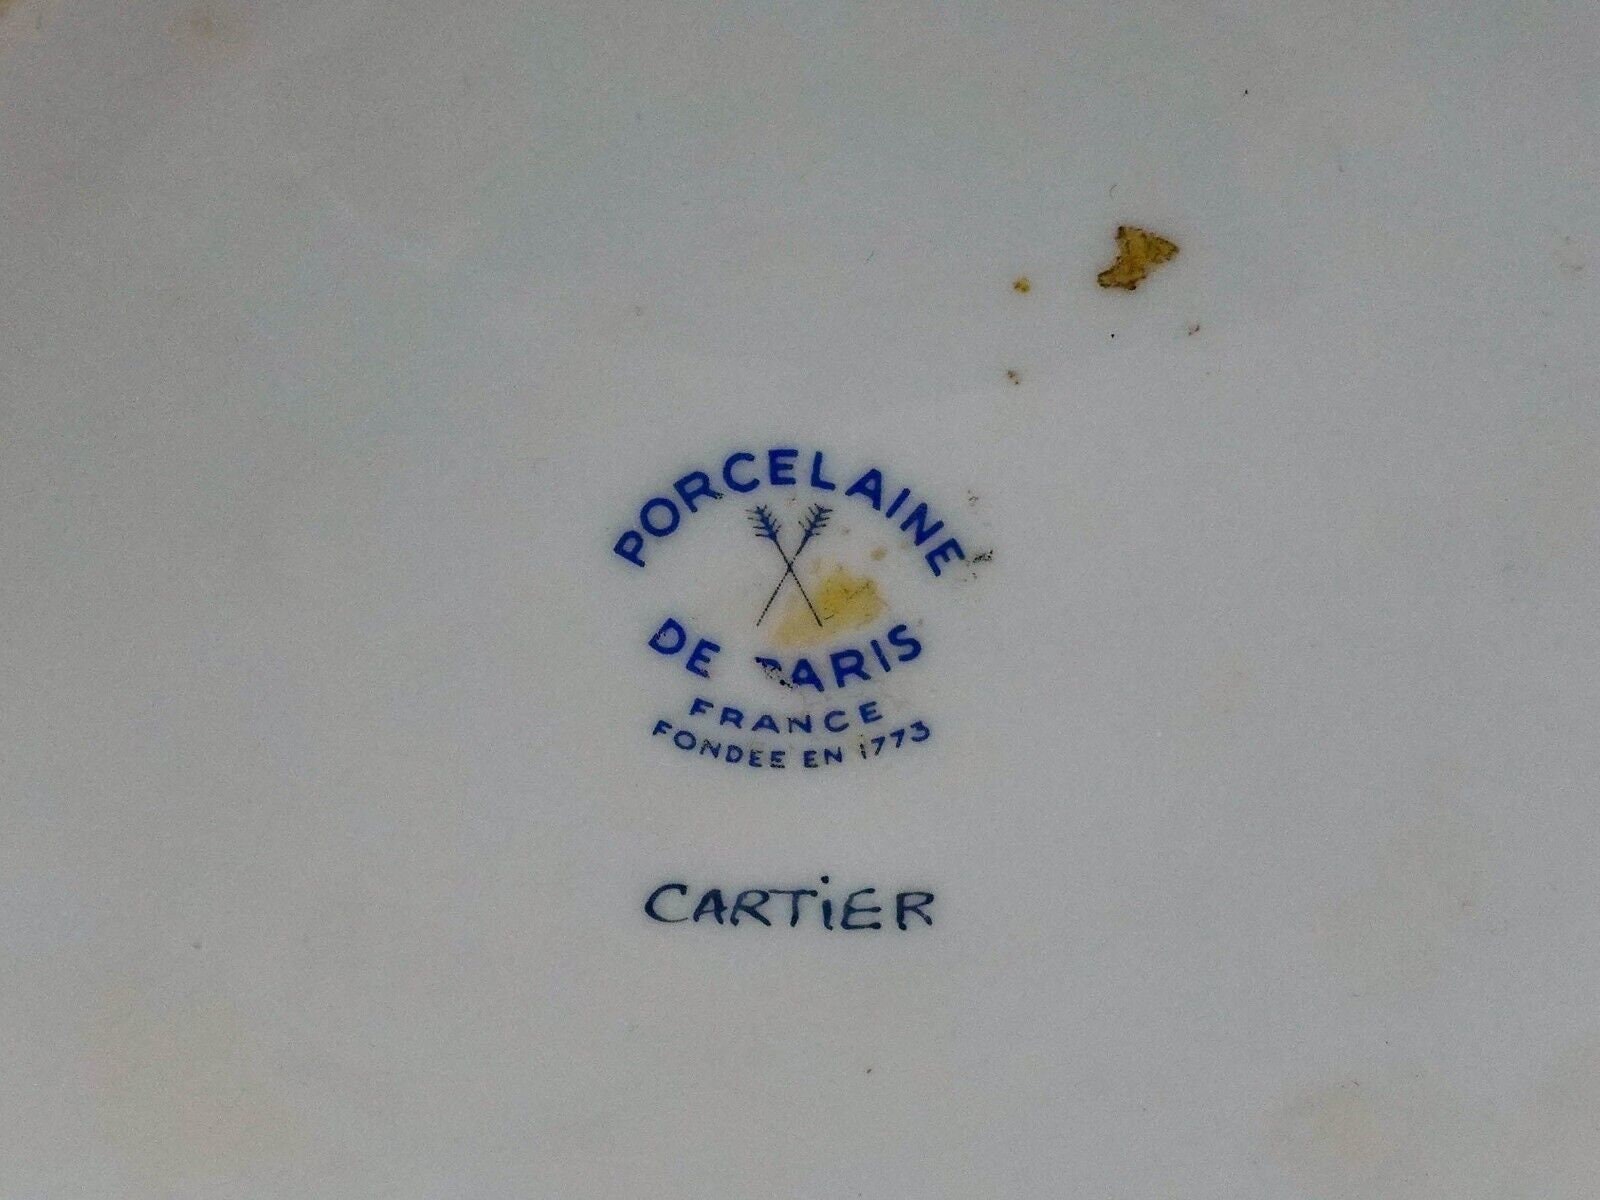 PORCELAINE
DE PARIS
FRANCE
FONDEE EN 1773
CARTiER